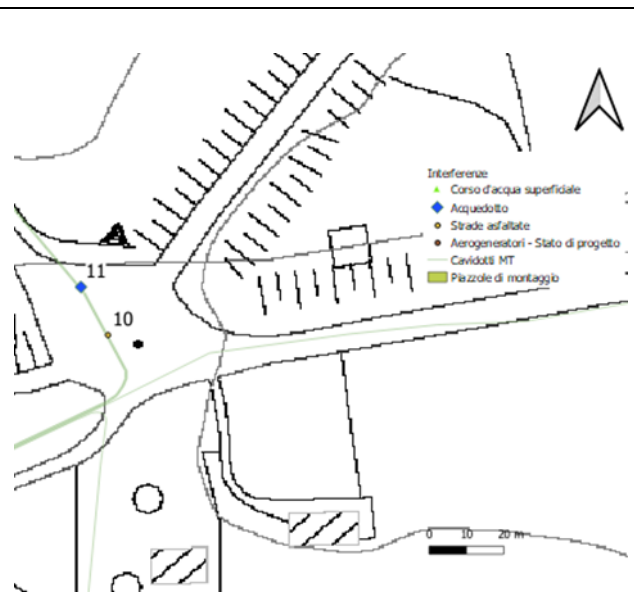 Interferenze
Corso d'acqua superficiale
Acquedotto
Strade asfaltate
Aerogeneratori - Stato di progetto
Cavidotti MT
Piazzole di montaggio
11
10
0 10 20 m